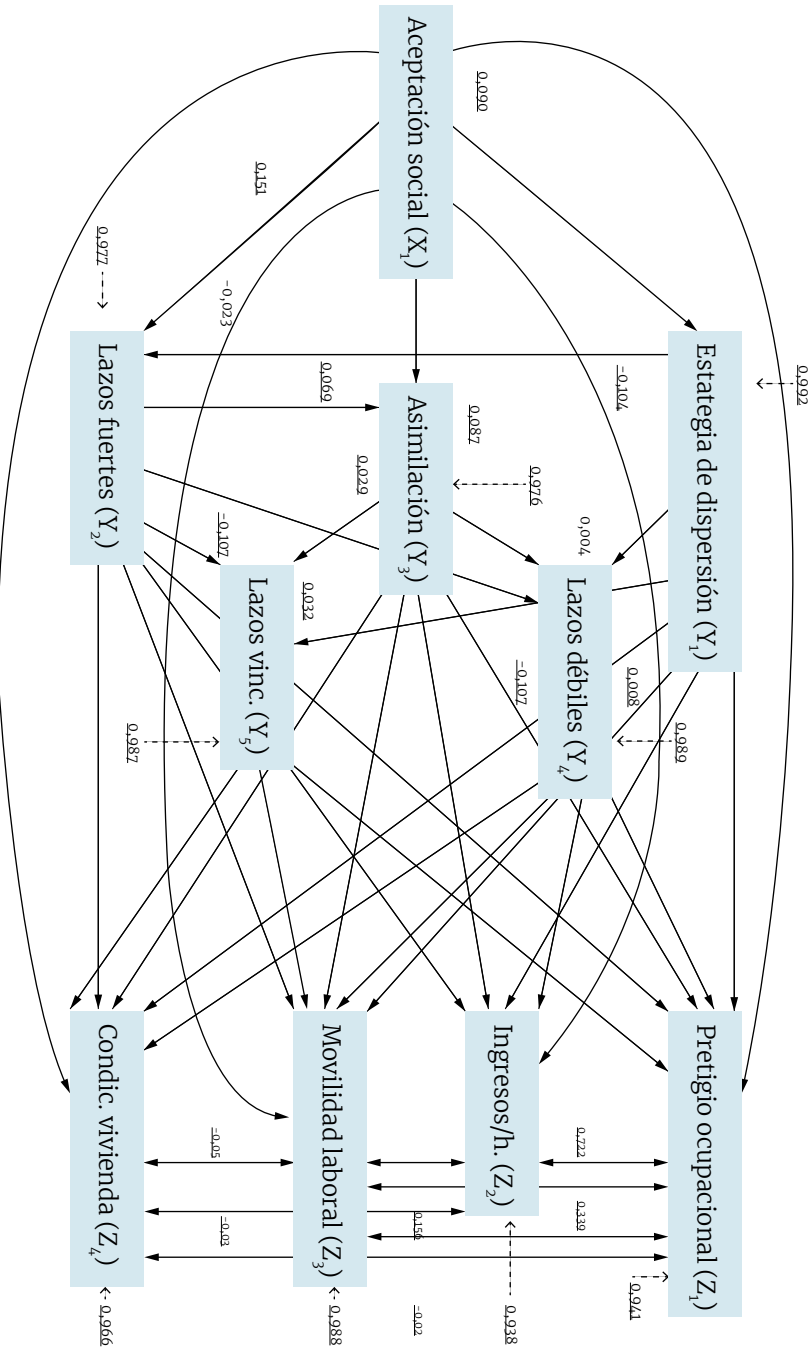 0,992
Estategia de dispersión (Y₁)
Pretigio ocupacional (Z₁)
0,989
0,941
0,008
−0,104
0,004
0,722
0,339
Lazos débiles (Y₄)
0,976
−0,107
0,938
Ingresos/h. (Z₂)
0,090
0,087
Aceptación social (X₁)
Asimilación (Y₃)
0,156
−0,02
0,029
Movilidad laboral (Z₃)
0,988
0,069
0,032
0,151
Lazos vinc. (Y₅)
−0,023
−0,107
−0,03
−0,05
0,987
0,977
Lazos fuertes (Y₂)
Condic. vivienda (Z₄)
0,966